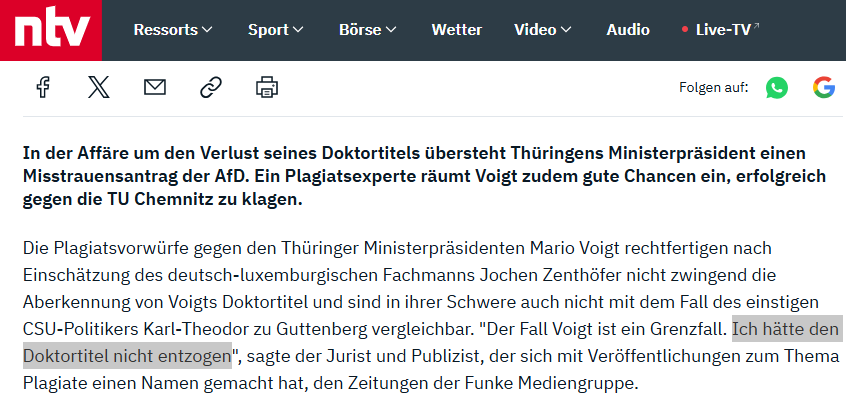 ntv Ressorts Sport Börse Wetter Video Audio Live-TV
Folgen auf:
In der Affäre um den Verlust seines Doktortitels übersteht Thüringens Ministerpräsident einen
Misstrauensantrag der AfD. Ein Plagiatsexperte räumt Voigt zudem gute Chancen ein, erfolgreich
gegen die TU Chemnitz zu klagen.
Die Plagiatsvorwürfe gegen den Thüringer Ministerpräsidenten Mario Voigt rechtfertigen nach
Einschätzung des deutsch-luxemburgischen Fachmanns Jochen Zenthöfer nicht zwingend die
Aberkennung von Voigts Doktortitel und sind in ihrer Schwere auch nicht mit dem Fall des einstigen
CSU-Politikers Karl-Theodor zu Guttenberg vergleichbar. "Der Fall Voigt ist ein Grenzfall. Ich hätte den
Doktortitel nicht entzogen", sagte der Jurist und Publizist, der sich mit Veröffentlichungen zum Thema
Plagiate einen Namen gemacht hat, den Zeitungen der Funke Mediengruppe.